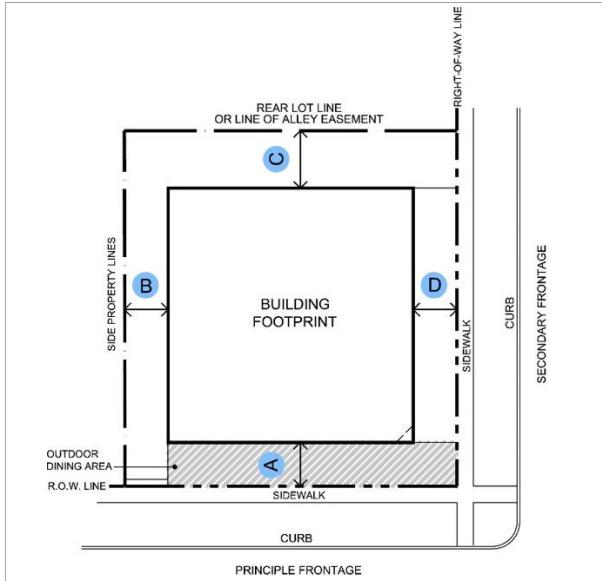 RIGHT-OF-WAY LINE
REAR LOT LINE
OR LINE OF ALLEY EASEMENT
C
SIDE PROPERTY LINES
B
D
BUILDING
FOOTPRINT
SIDEWALK
CURB
SECONDARY FRONTAGE
OUTDOOR
DINING AREA
A
R.O.W. LINE
SIDEWALK
CURB
PRINCIPLE FRONTAGE